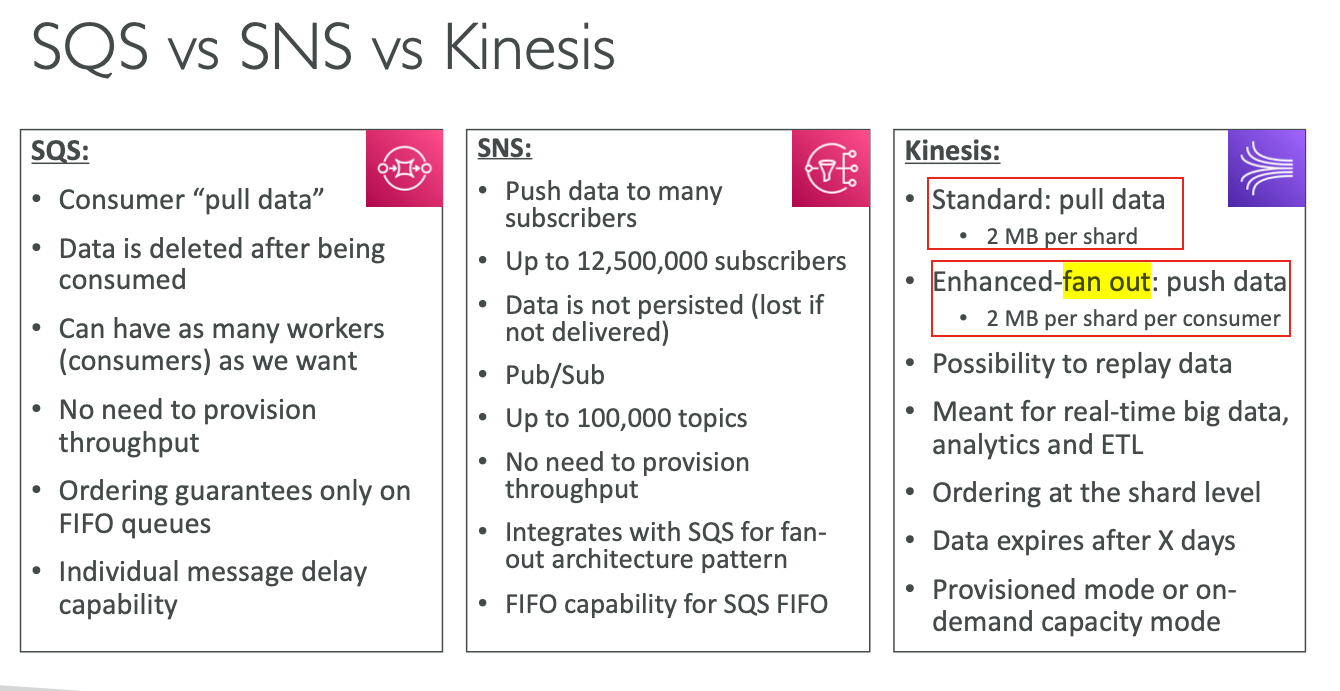 SQS vs SNS vs Kinesis
SQS:
• Consumer “pull data”
• Data is deleted after being
consumed
• Can have as many workers
(consumers) as we want
• No need to provision
throughput
• Ordering guarantees only on
FIFO queues
• Individual message delay
capability
SNS:
• Push data to many
subscribers
• Up to 12,500,000 subscribers
• Data is not persisted (lost if
not delivered)
• Pub/Sub
• Up to 100,000 topics
• No need to provision
throughput
• Integrates with SQS for fan-
out architecture pattern
• FIFO capability for SQS FIFO
Kinesis:
• Standard: pull data
• 2 MB per shard
• Enhanced-fan out: push data
• 2 MB per shard per consumer
• Possibility to replay data
• Meant for real-time big data,
analytics and ETL
• Ordering at the shard level
• Data expires after X days
• Provisioned mode or on-
demand capacity mode